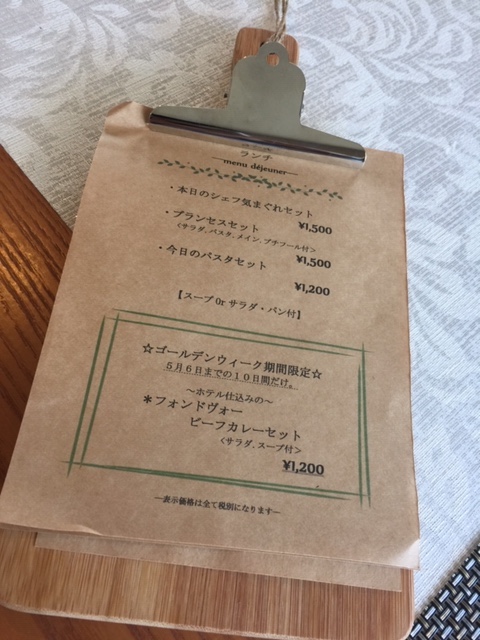 ランチ
―menu déjeuner―
・本日のシェフ気まぐれセット
¥1,500
・プランセスセット
〈サラダ、パスタ、メイン、プチフール付〉
¥1,500
・今日のパスタセット
¥1,200
【スープ Or サラダ・パン付】
☆ゴールデンウィーク期間限定☆
５月６日までの１０日間だけ。
～ホテル仕込みの～
＊フォンドヴォー
ビーフカレーセット
〈サラダ、スープ付〉
¥1,200
―表示価格は全て税別になります―